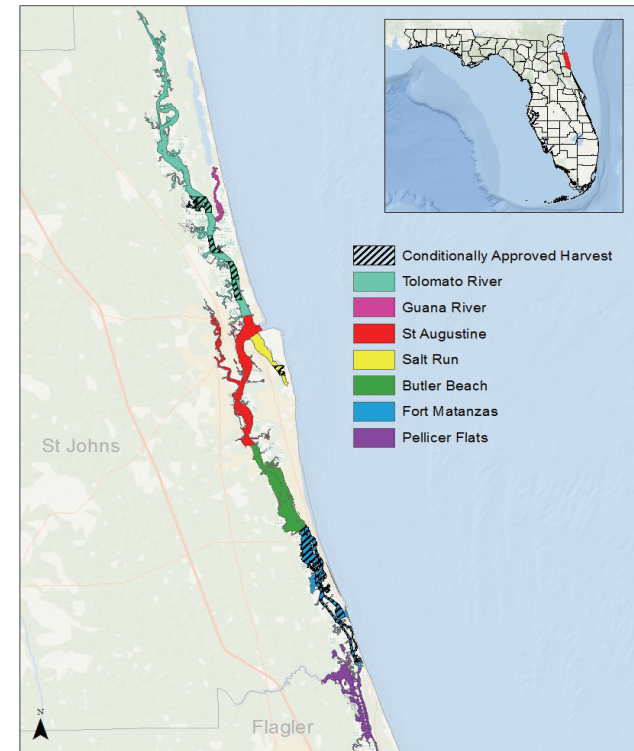 Conditionally Approved Harvest
Tolomato River
Guana River
St Augustine
Salt Run
Butler Beach
Fort Matanzas
Pellicer Flats
St Johns
Flagler
N